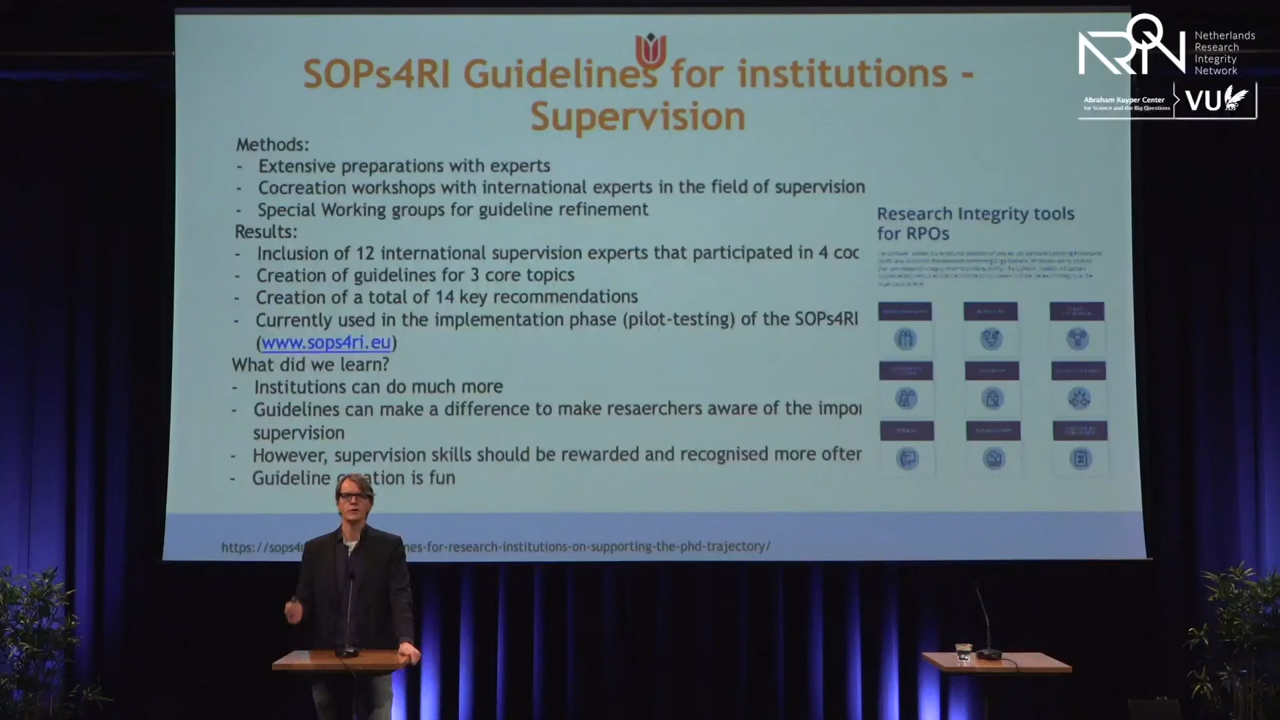 SOPs4RI Guidelines for institutions -
Supervision
Methods:
- Extensive preparations with experts
- Cocreation workshops with international experts in the field of supervision
- Special Working groups for guideline refinement
Results:
- Inclusion of 12 international supervision experts that participated in 4 coc
- Creation of guidelines for 3 core topics
- Creation of a total of 14 key recommendations
- Currently used in the implementation phase (pilot-testing) of the SOPs4RI
(www.sops4ri.eu)
What did we learn?
- Institutions can do much more
- Guidelines can make a difference to make resaerchers aware of the impor
supervision
- However, supervision skills should be rewarded and recognised more ofter
- Guideline ation is fun
https://sops4r nes-for-research-institutions-on-supporting-the-phd-trajectory/
Research Integrity tools
for RPOs
NRIN
Netherlands
Research
Integrity
Network
Abraham Kuyper Center
for Science and the Big Questions
VU